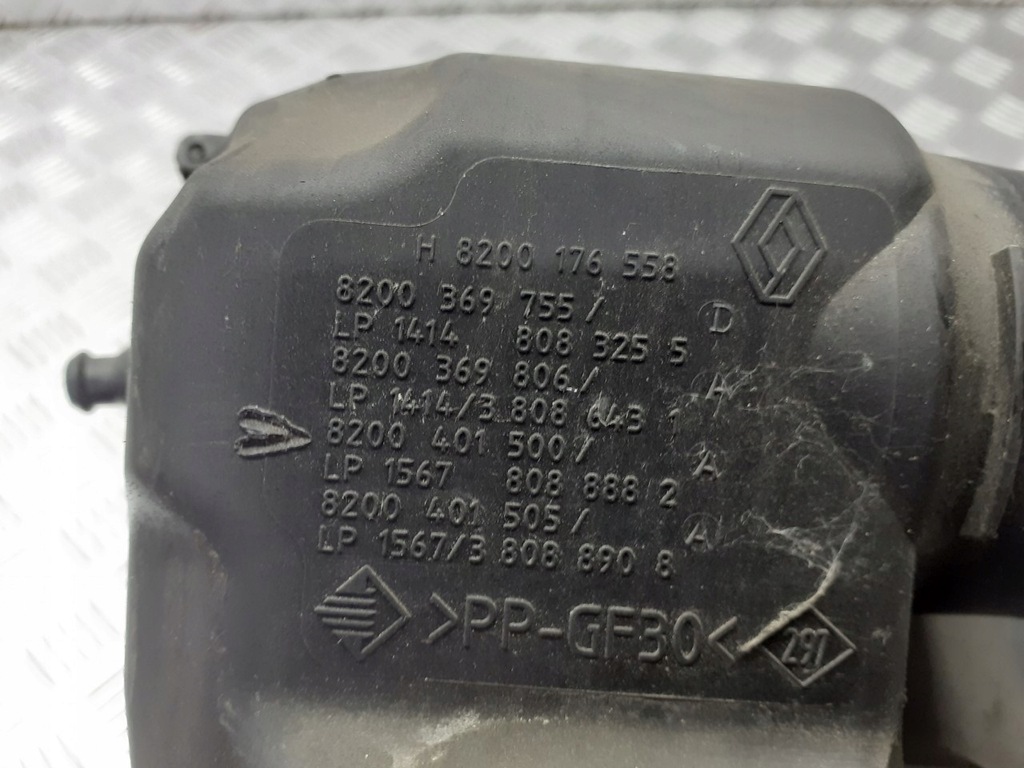 H 8200 176 558
8200 369 755/ D
LP 1414 808 325 5
8200 369 806/ A
LP 1414/3 808 643 1
8200 401 500/ A
LP 1567 808 888 2
8200 401 505/ A
LP 1567/3 808 890 8
>PP-GF30< 297